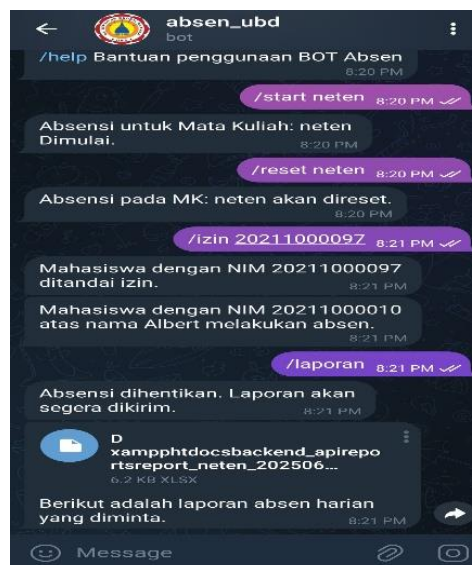 absen_ubd
bot
/help Bantuan penggunaan BOT Absen
8:20 PM
/start neten 8:20 PM
Absensi untuk Mata Kuliah: neten
Dimulai. 8:20 PM
/reset neten 8:20 PM
Absensi pada MK: neten akan direset.
8:20 PM
/izin 20211000097 8:21 PM
Mahasiswa dengan NIM 20211000097
ditandai izin. 8:21 PM
Mahasiswa dengan NIM 20211000010
atas nama Albert melakukan absen.
8:21 PM
/laporan 8:21 PM
Absensi dihentikan. Laporan akan
segera dikirim. 8:21 PM
D
xampphtdocsbackend_apirepo
rtsreport_neten_202506...
6.2 KB XLSX
Berikut adalah laporan absen harian
yang diminta. 8:21 PM
Message